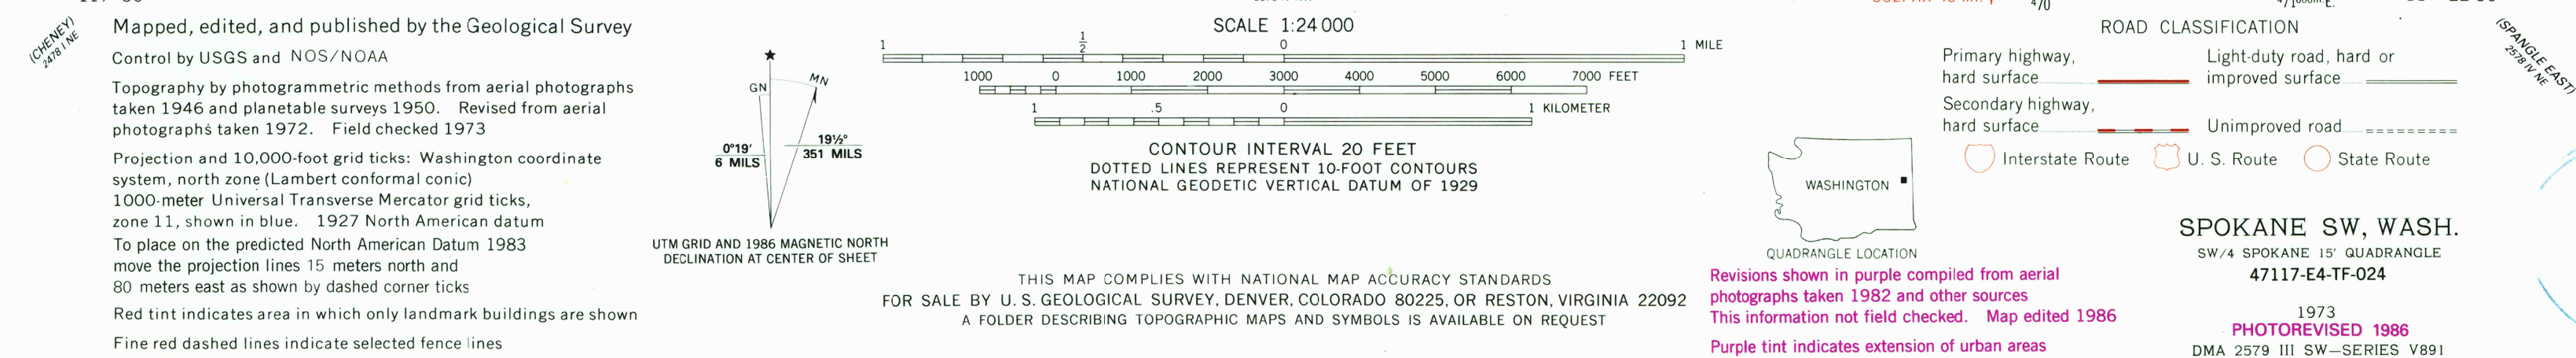 (CHENEY)
2478 I NE
Mapped, edited, and published by the Geological Survey
Control by USGS and NOS/NOAA
Topography by photogrammetric methods from aerial photographs
taken 1946 and planetable surveys 1950. Revised from aerial
photographs taken 1972. Field checked 1973
Projection and 10,000-foot grid ticks: Washington coordinate
system, north zone (Lambert conformal conic)
1000-meter Universal Transverse Mercator grid ticks,
zone 11, shown in blue. 1927 North American datum
To place on the predicted North American Datum 1983
move the projection lines 15 meters north and
80 meters east as shown by dashed corner ticks
Red tint indicates area in which only landmark buildings are shown
Fine red dashed lines indicate selected fence lines
★
GN
MN
0°19'
6 MILS
19½°
351 MILS
UTM GRID AND 1986 MAGNETIC NORTH
DECLINATION AT CENTER OF SHEET
SCALE 1:24 000
1 ½ 0 1 MILE
1000 0 1000 2000 3000 4000 5000 6000 7000 FEET
1 .5 0 1 KILOMETER
CONTOUR INTERVAL 20 FEET
DOTTED LINES REPRESENT 10-FOOT CONTOURS
NATIONAL GEODETIC VERTICAL DATUM OF 1929
THIS MAP COMPLIES WITH NATIONAL MAP ACCURACY STANDARDS
FOR SALE BY U. S. GEOLOGICAL SURVEY, DENVER, COLORADO 80225, OR RESTON, VIRGINIA 22092
A FOLDER DESCRIBING TOPOGRAPHIC MAPS AND SYMBOLS IS AVAILABLE ON REQUEST
WASHINGTON
QUADRANGLE LOCATION
Revisions shown in purple compiled from aerial
photographs taken 1982 and other sources
This information not field checked. Map edited 1986
Purple tint indicates extension of urban areas
470
ROAD CLASSIFICATION
Primary highway,
hard surface
Light-duty road, hard or
improved surface
Secondary highway,
hard surface
Unimproved road
Interstate Route
U. S. Route
State Route
(SPANGLE EAST)
2578 IV NE
SPOKANE SW, WASH.
SW/4 SPOKANE 15' QUADRANGLE
47117-E4-TF-024
1973
PHOTOREVISED 1986
DMA 2579 III SW—SERIES V891